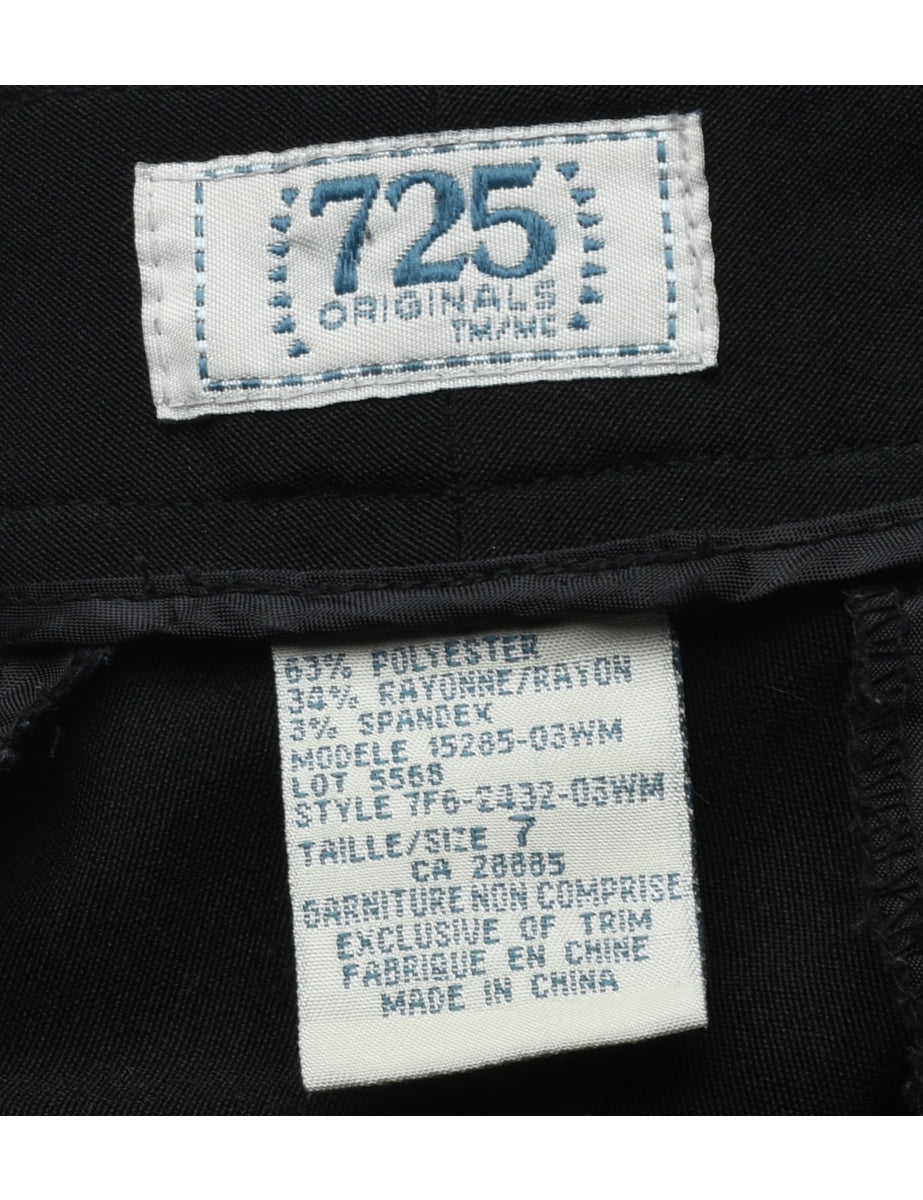 725
ORIGINALS
TM/MC
63% POLYESTER
34% RAYONNE/RAYON
3% SPANDEX
MODELE 15285-03WM
LOT 5568
STYLE 7F6-2432-03WM
TAILLE/SIZE 7
CA 28885
GARNITURE NON COMPRISE
EXCLUSIVE OF TRIM
FABRIQUE EN CHINE
MADE IN CHINA